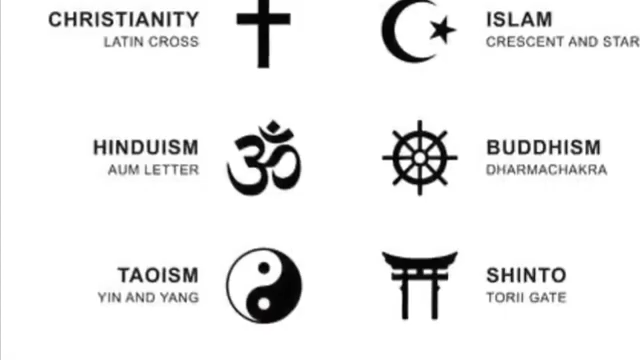 CHRISTIANITY
LATIN CROSS
ISLAM
CRESCENT AND STAR
HINDUISM
AUM LETTER
BUDDHISM
DHARMACHAKRA
TAOISM
YIN AND YANG
SHINTO
TORII GATE